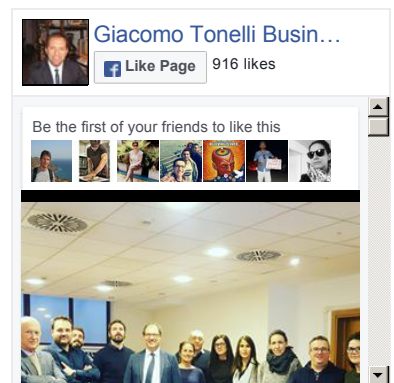 Giacomo Tonelli Busin...
Like Page
916 likes
Be the first of your friends to like this